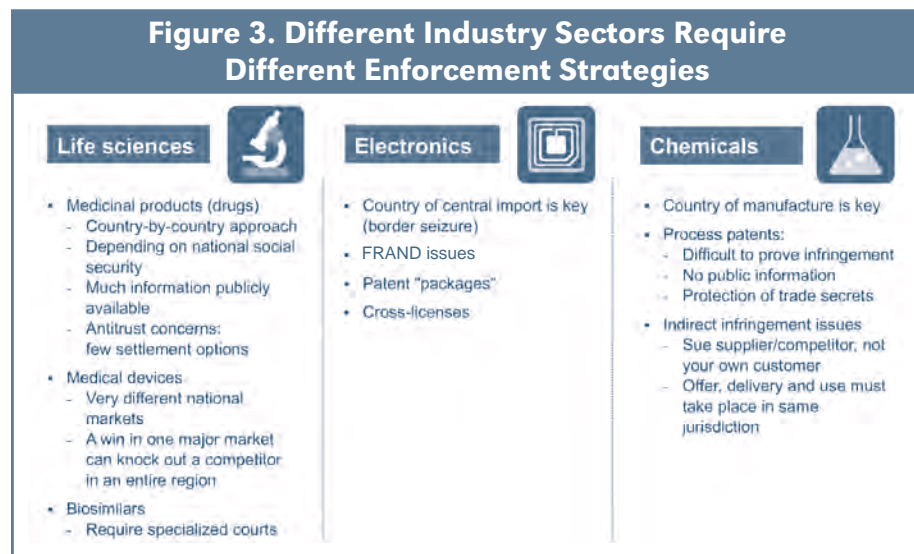 Figure 3. Different Industry Sectors Require
Different Enforcement Strategies
Life sciences
• Medicinal products (drugs)
- Country-by-country approach
- Depending on national social
security
- Much information publicly
available
- Antitrust concerns:
few settlement options
• Medical devices
- Very different national
markets
- A win in one major market
can knock out a competitor
in an entire region
• Biosimilars
- Require specialized courts
Electronics
• Country of central import is key
(border seizure)
• FRAND issues
• Patent "packages"
• Cross-licenses
Chemicals
• Country of manufacture is key
• Process patents:
- Difficult to prove infringement
- No public information
- Protection of trade secrets
• Indirect infringement issues
- Sue supplier/competitor, not
your own customer
- Offer, delivery and use must
take place in same
jurisdiction